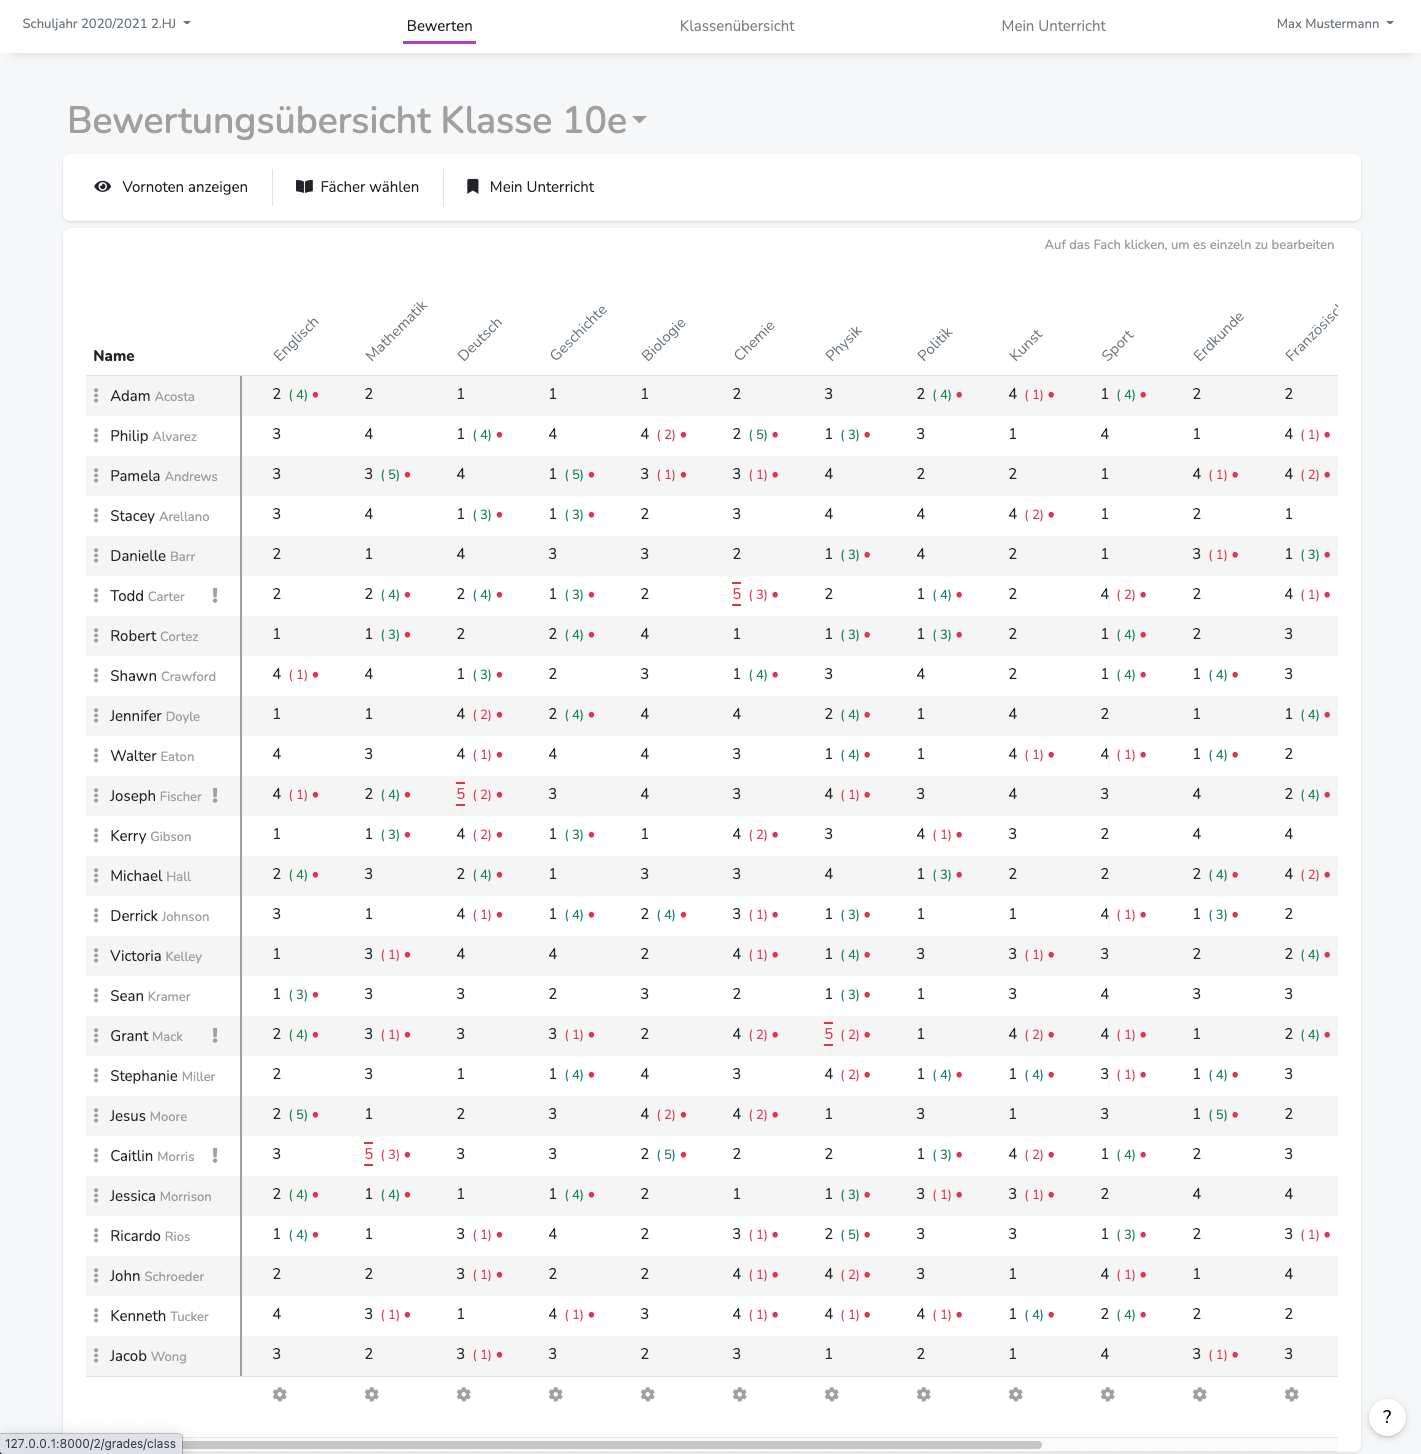 Schuljahr 2020/2021 2.HJ Bewerten Klassenübersicht Mein Unterricht Max Mustermann
Bewertungsübersicht Klasse 10e
Vornoten anzeigen Fächer wählen Mein Unterricht
Auf das Fach klicken, um es einzeln zu bearbeiten
Name Englisch Mathematik Deutsch Geschichte Biologie Chemie Physik Politik Kunst Sport Erdkunde Französisc
Adam Acosta 2 (4) 2 1 1 1 2 3 2 (4) 4 (1) 1 (4) 2 2
Philip Alvarez 3 4 1 (4) 4 4 (2) 2 (5) 1 (3) 3 1 4 1 4 (1)
Pamela Andrews 3 3 (5) 4 1 (5) 3 (1) 3 (1) 4 2 2 1 4 (1) 4 (2)
Stacey Arellano 3 4 1 (3) 1 (3) 2 3 4 4 4 (2) 1 2 1
Danielle Barr 2 1 4 3 3 2 1 (3) 4 2 1 3 (1) 1 (3)
Todd Carter ! 2 2 (4) 2 (4) 1 (3) 2 5 (3) 2 1 (4) 2 4 (2) 2 4 (1)
Robert Cortez 1 1 (3) 2 2 (4) 4 1 1 (3) 1 (3) 2 1 (4) 2 3
Shawn Crawford 4 (1) 4 1 (3) 2 3 1 (4) 3 4 2 1 (4) 1 (4) 3
Jennifer Doyle 1 1 4 (2) 2 (4) 4 4 2 (4) 1 4 2 1 1 (4)
Walter Eaton 4 3 4 (1) 4 4 3 1 (4) 1 4 (1) 4 (1) 1 (4) 2
Joseph Fischer ! 4 (1) 2 (4) 5 (2) 3 4 3 4 (1) 3 4 3 4 2 (4)
Kerry Gibson 1 1 (3) 4 (2) 1 (3) 1 4 (2) 3 4 (1) 3 2 4 4
Michael Hall 2 (4) 3 2 (4) 1 3 3 4 1 (3) 2 2 2 (4) 4 (2)
Derrick Johnson 3 1 4 (1) 1 (4) 2 (4) 3 (1) 1 (3) 1 1 4 (1) 1 (3) 2
Victoria Kelley 1 3 (1) 4 4 2 4 (1) 1 (4) 3 3 (1) 3 2 2 (4)
Sean Kramer 1 (3) 3 3 2 3 2 1 (3) 1 3 4 3 3
Grant Mack ! 2 (4) 3 (1) 3 3 (1) 2 4 (2) 5 (2) 1 4 (2) 4 (1) 1 2 (4)
Stephanie Miller 2 3 1 1 (4) 4 3 4 (2) 1 (4) 1 (4) 3 (1) 1 (4) 3
Jesus Moore 2 (5) 1 2 3 4 (2) 4 (2) 1 3 1 3 1 (5) 2
Caitlin Morris ! 3 5 (3) 3 3 2 (5) 2 2 1 (3) 4 (2) 1 (4) 2 3
Jessica Morrison 2 (4) 1 (4) 1 1 (4) 2 1 1 (3) 3 (1) 3 (1) 2 4 4
Ricardo Rios 1 (4) 1 3 (1) 4 2 3 (1) 2 (5) 3 3 1 (3) 2 3 (1)
John Schroeder 2 2 3 (1) 2 2 4 (1) 4 (2) 3 1 4 (1) 1 4
Kenneth Tucker 4 3 (1) 1 4 (1) 3 4 (1) 4 (1) 4 (1) 1 (4) 2 (4) 2 2
Jacob Wong 3 2 3 (1) 3 2 3 1 2 1 4 3 (1) 3
?
127.0.0.1:8000/2/grades/class